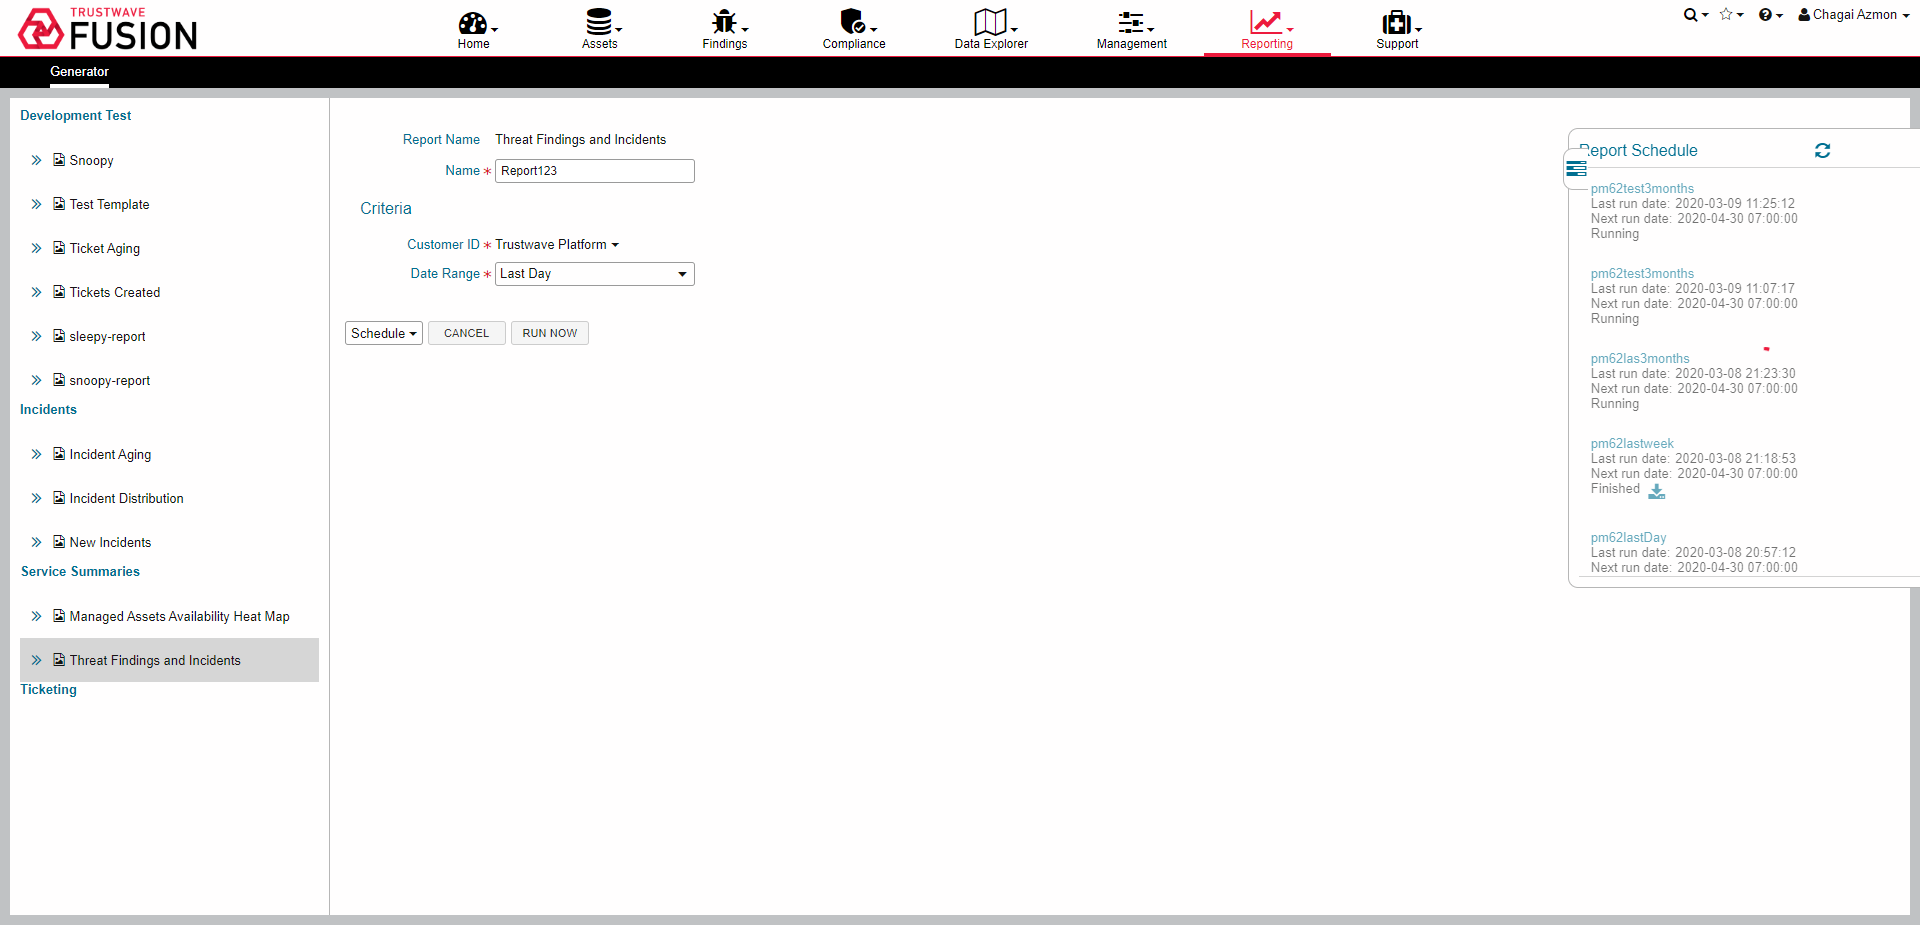 TRUSTWAVE
FUSION
Home
Assets
Findings
Compliance
Data Explorer
Management
Reporting
Support
Chagai Azmon
Generator
Development Test
Snoopy
Test Template
Ticket Aging
Tickets Created
sleepy-report
snoopy-report
Incidents
Incident Aging
Incident Distribution
New Incidents
Service Summaries
Managed Assets Availability Heat Map
Threat Findings and Incidents
Ticketing
Report Name Threat Findings and Incidents
Name * Report123
Criteria
Customer ID * Trustwave Platform
Date Range * Last Day
Schedule CANCEL RUN NOW
Report Schedule
pm62test3months
Last run date: 2020-03-09 11:25:12
Next run date: 2020-04-30 07:00:00
Running
pm62test3months
Last run date: 2020-03-09 11:07:17
Next run date: 2020-04-30 07:00:00
Running
pm62las3months
Last run date: 2020-03-08 21:23:30
Next run date: 2020-04-30 07:00:00
Running
pm62lastweek
Last run date: 2020-03-08 21:18:53
Next run date: 2020-04-30 07:00:00
Finished
pm62lastDay
Last run date: 2020-03-08 20:57:12
Next run date: 2020-04-30 07:00:00